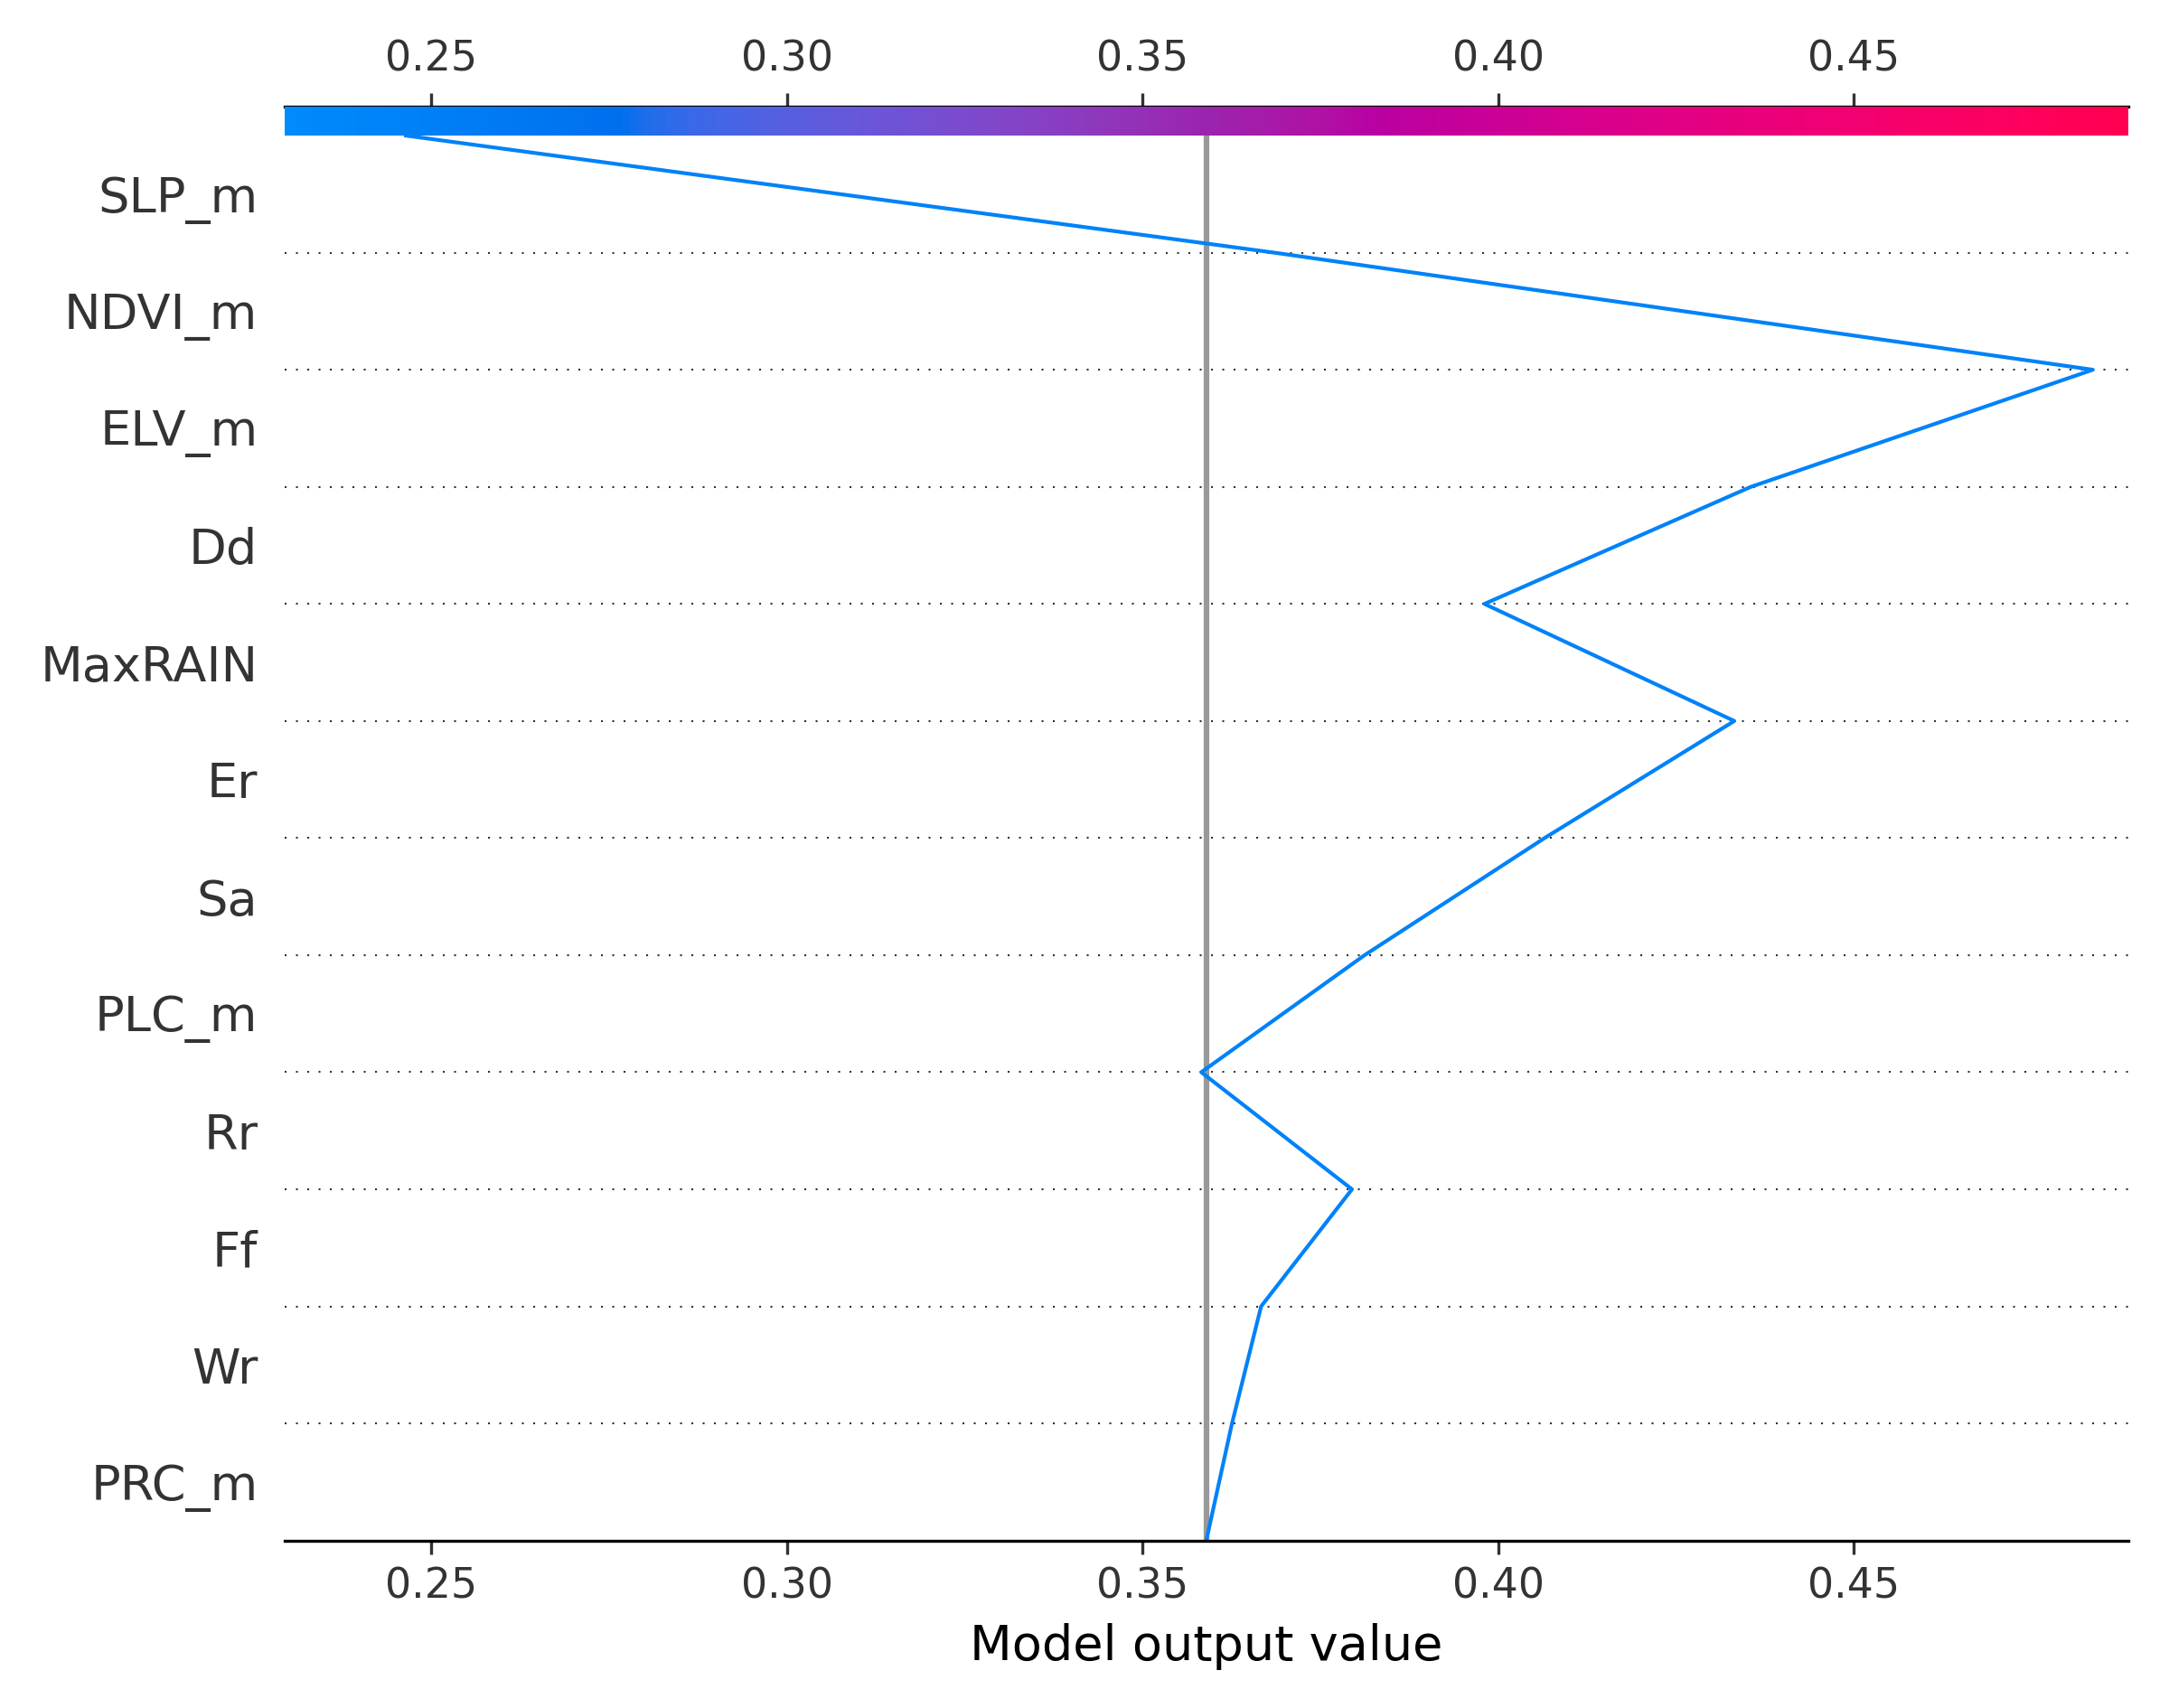 0.25 0.30 0.35 0.40 0.45
SLP_m
NDVI_m
ELV_m
Dd
MaxRAIN
Er
Sa
PLC_m
Rr
Ff
Wr
PRC_m
0.25 0.30 0.35 0.40 0.45
Model output value